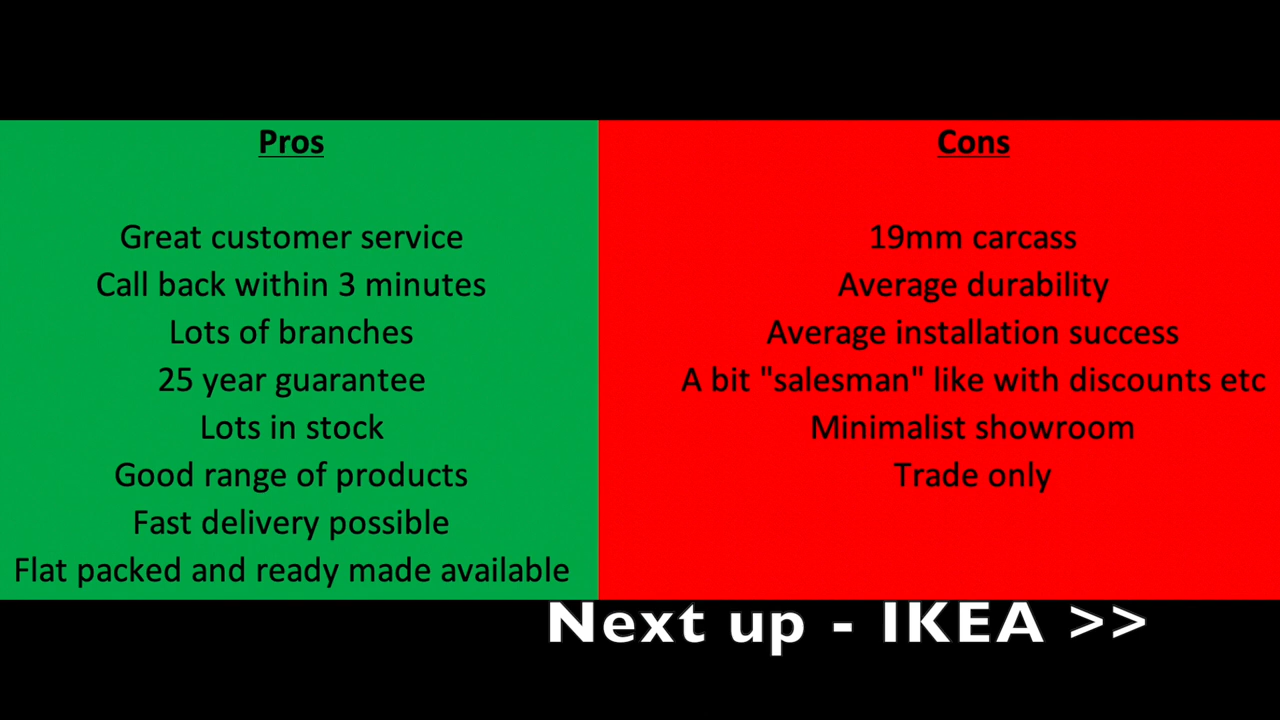 Pros
Great customer service
Call back within 3 minutes
Lots of branches
25 year guarantee
Lots in stock
Good range of products
Fast delivery possible
Flat packed and ready made available
Cons
19mm carcass
Average durability
Average installation success
A bit "salesman" like with discounts etc
Minimalist showroom
Trade only
Next up - IKEA >>